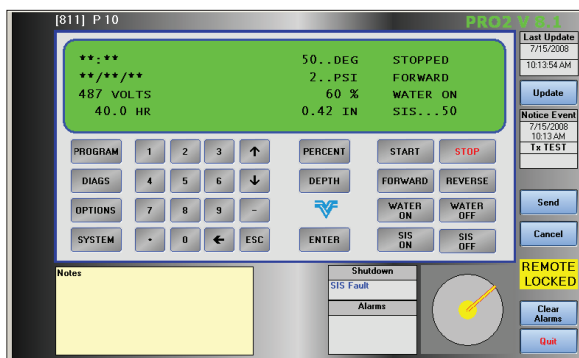 [811] P 10
PRO2 V 8.1
**:** 50..DEG STOPPED
**/**/** 2..PSI FORWARD
487 VOLTS 60 % WATER ON
40.0 HR 0.42 IN SIS...50
PROGRAM 1 2 3 ↑ PERCENT START STOP
DIAGS 4 5 6 ↓ DEPTH FORWARD REVERSE
OPTIONS 7 8 9 - WATER ON WATER OFF
SYSTEM . 0 ← ESC ENTER SIS ON SIS OFF
Last Update
7/15/2008
10:13:54 AM
Update
Notice Event
7/15/2008
10:13 AM
Tx TEST
Send
Cancel
REMOTE
LOCKED
Clear
Alarms
Quit
Notes
Shutdown
SIS Fault
Alarms